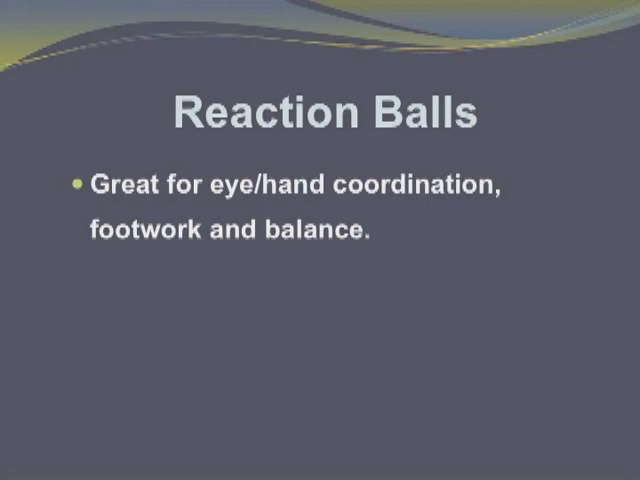 Reaction Balls
• Great for eye/hand coordination,
footwork and balance.